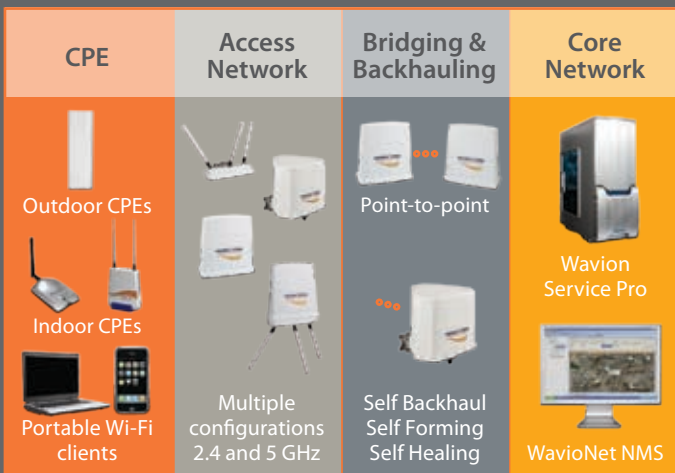 CPE
Access
Network
Bridging &
Backhauling
Core
Network
Outdoor CPEs
Indoor CPEs
Portable Wi-Fi
clients
Multiple
configurations
2.4 and 5 GHz
Point-to-point
Self Backhaul
Self Forming
Self Healing
Wavion
Service Pro
WavioNet NMS